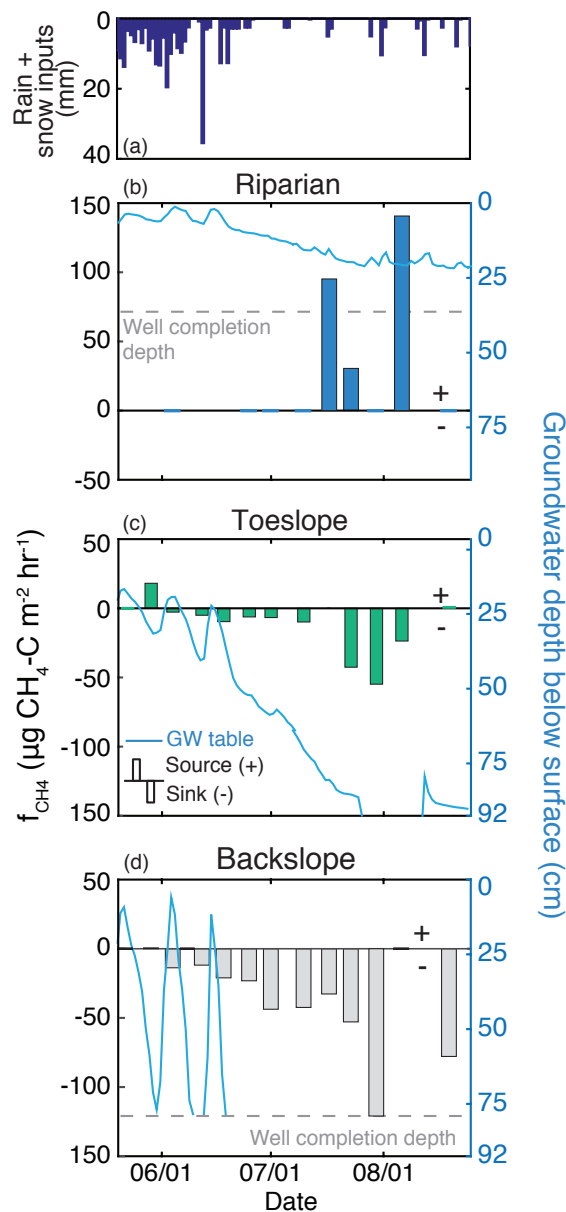 Rain +
snow inputs
(mm)
0
20
40
(a)
(b)
Riparian
150
100
50
0
-50
0
25
50
75
Well completion
depth
+
-
(c)
Toeslope
50
0
-50
-100
150
0
25
50
75
92
+
-
GW table
Source (+)
Sink (-)
(d)
Backslope
50
0
-50
-100
150
0
25
50
75
92
+
-
Well completion depth
06/01
07/01
08/01
Date
fCH4 (µg CH4-C m-2 hr-1)
Groundwater depth below surface (cm)